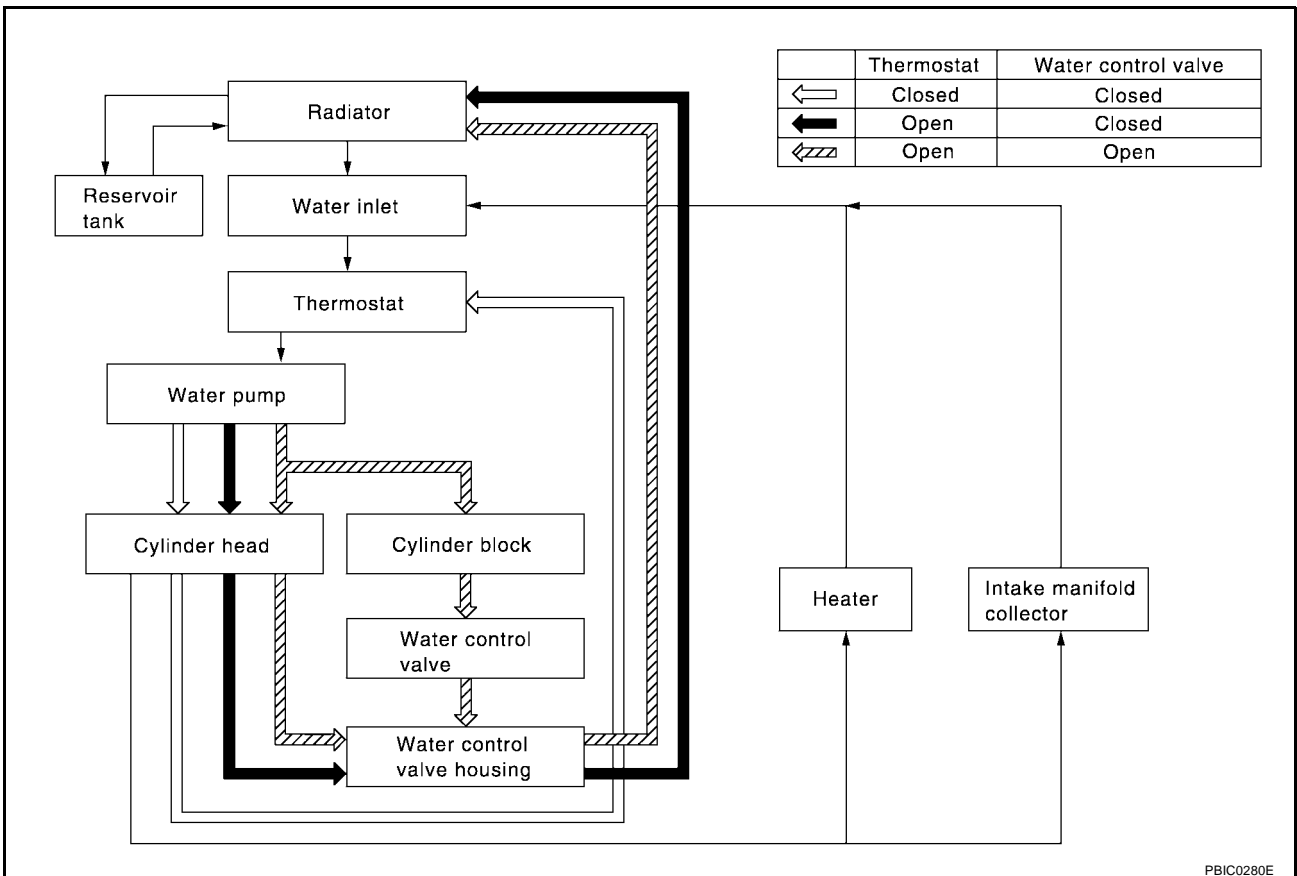 Thermostat Water control valve
Closed Closed
Open Closed
Open Open
Radiator
Reservoir
tank
Water inlet
Thermostat
Water pump
Cylinder head
Cylinder block
Water control
valve
Water control
valve housing
Heater
Intake manifold
collector
PBIC0280E